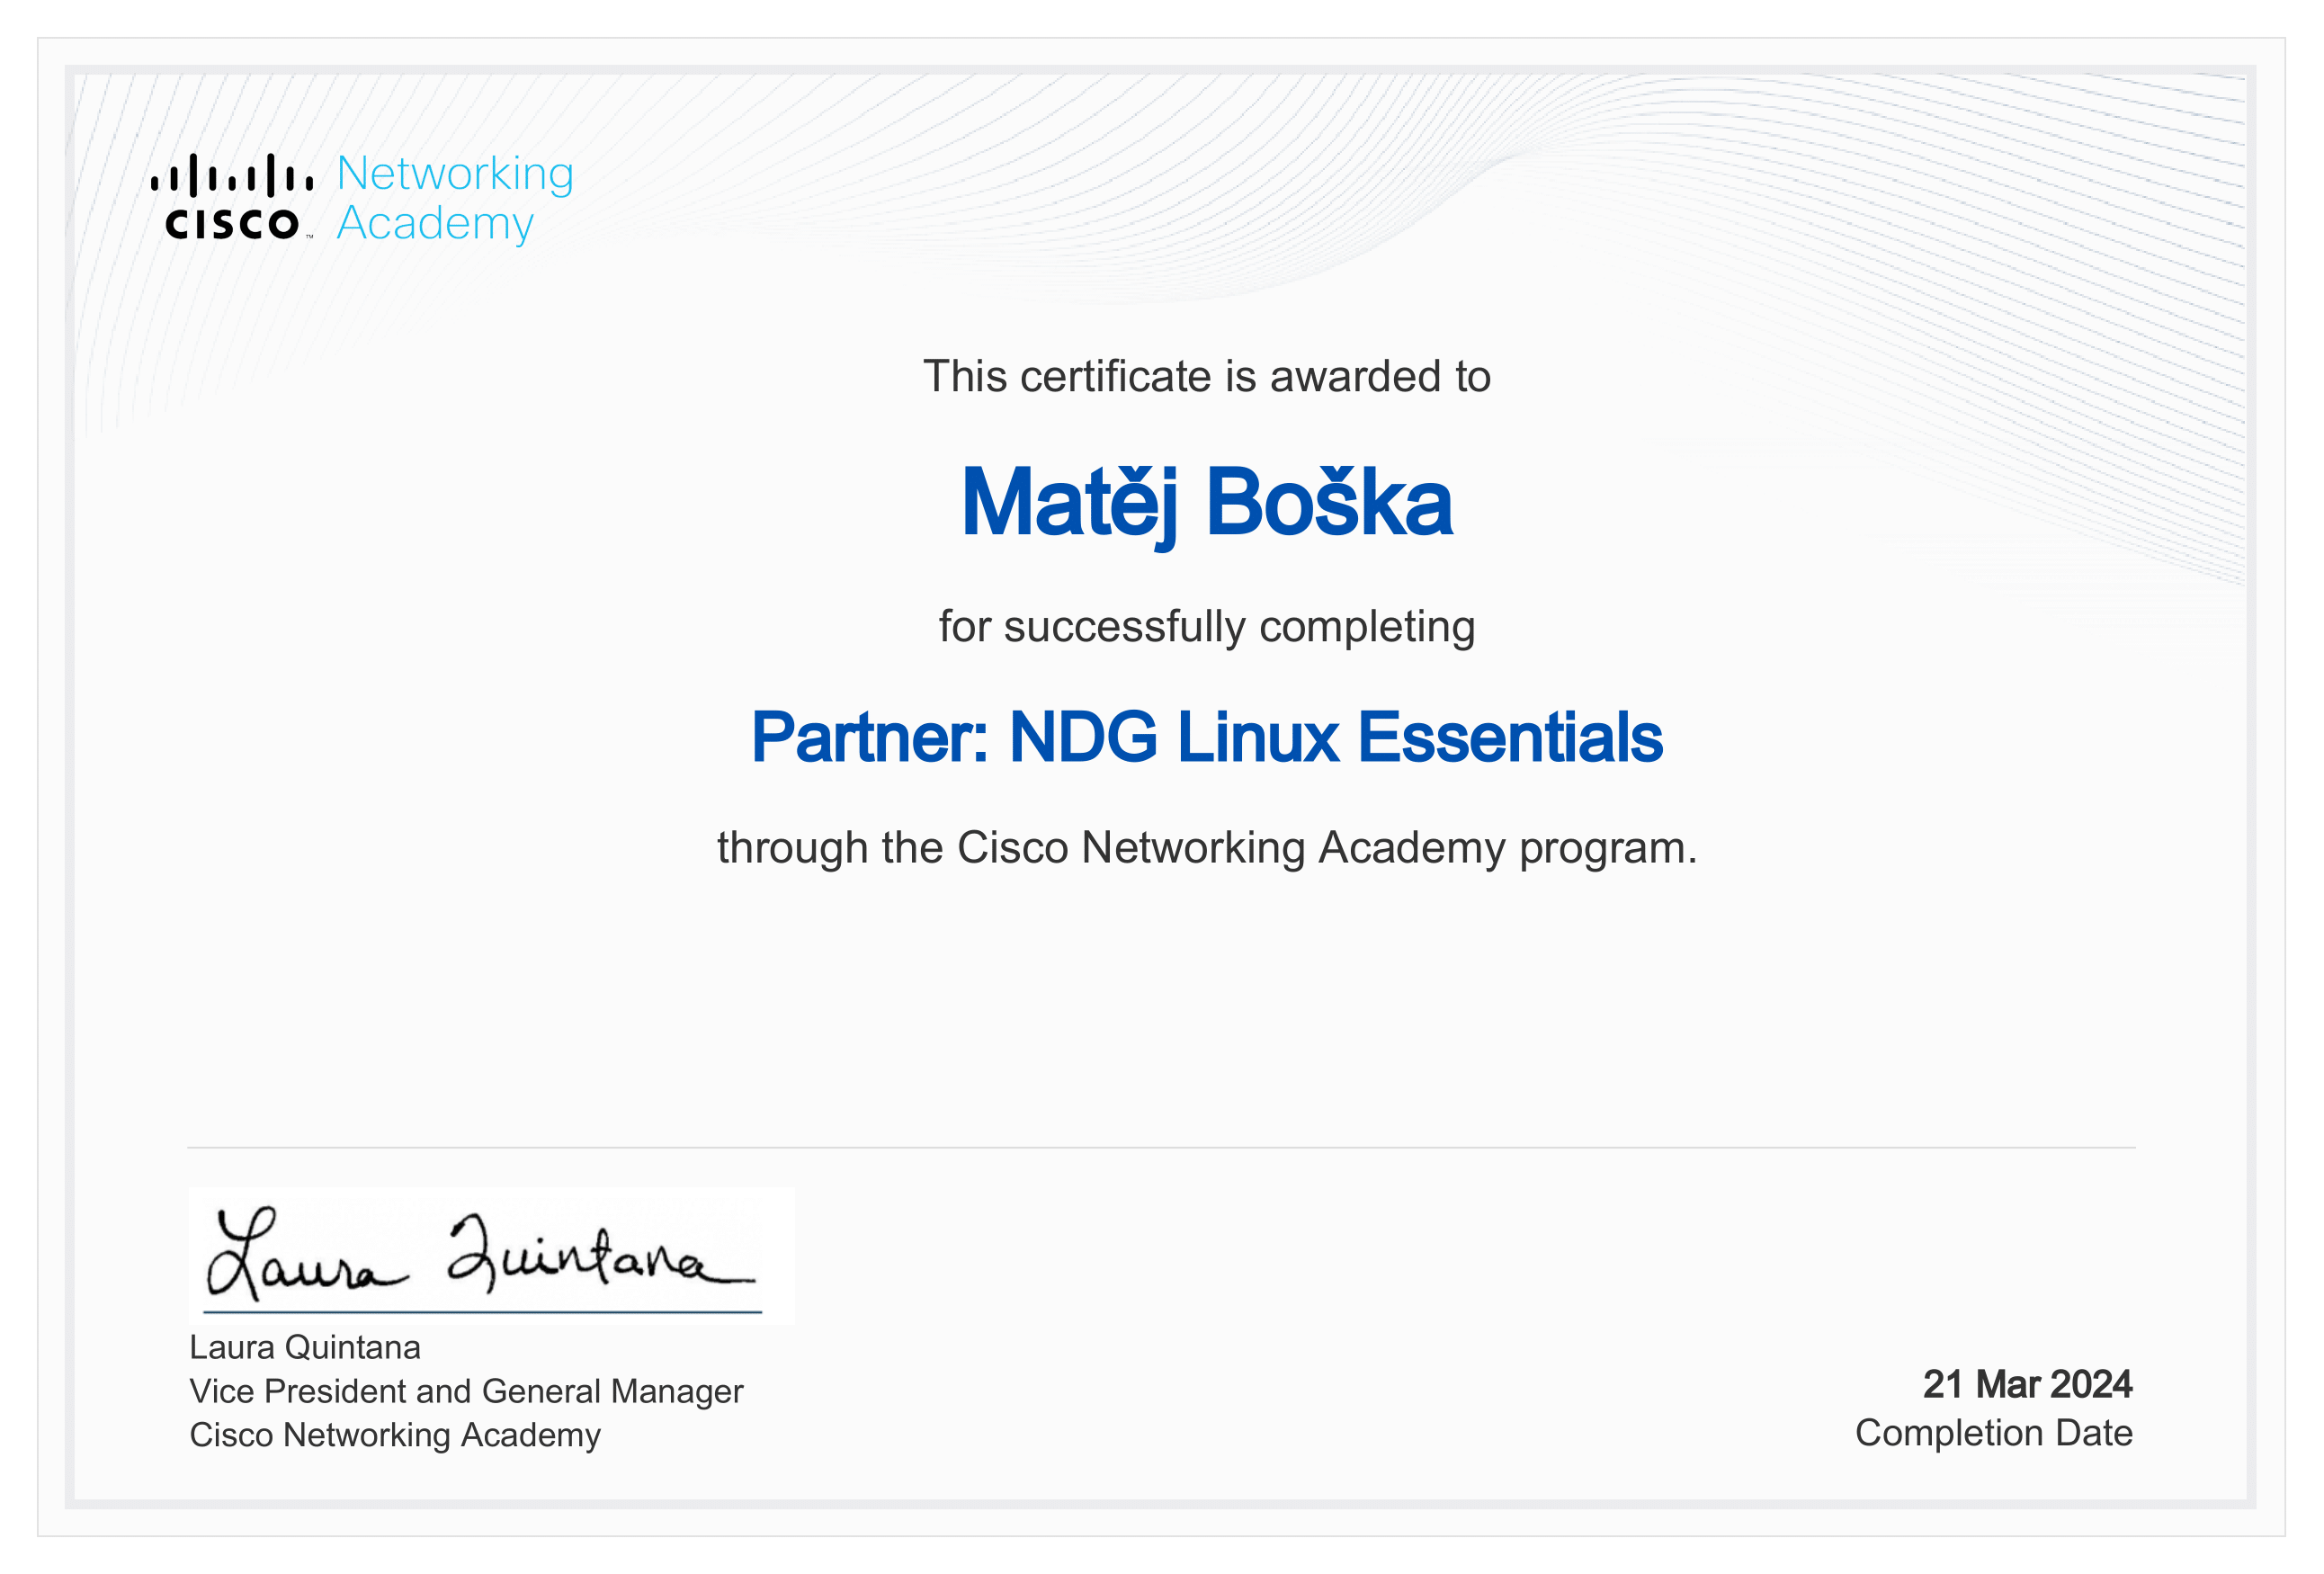 Networking
CISCO™ Academy
This certificate is awarded to
Matěj Boška
for successfully completing
Partner: NDG Linux Essentials
through the Cisco Networking Academy program.
Laura Quintana
Laura Quintana
Vice President and General Manager
Cisco Networking Academy
21 Mar 2024
Completion Date